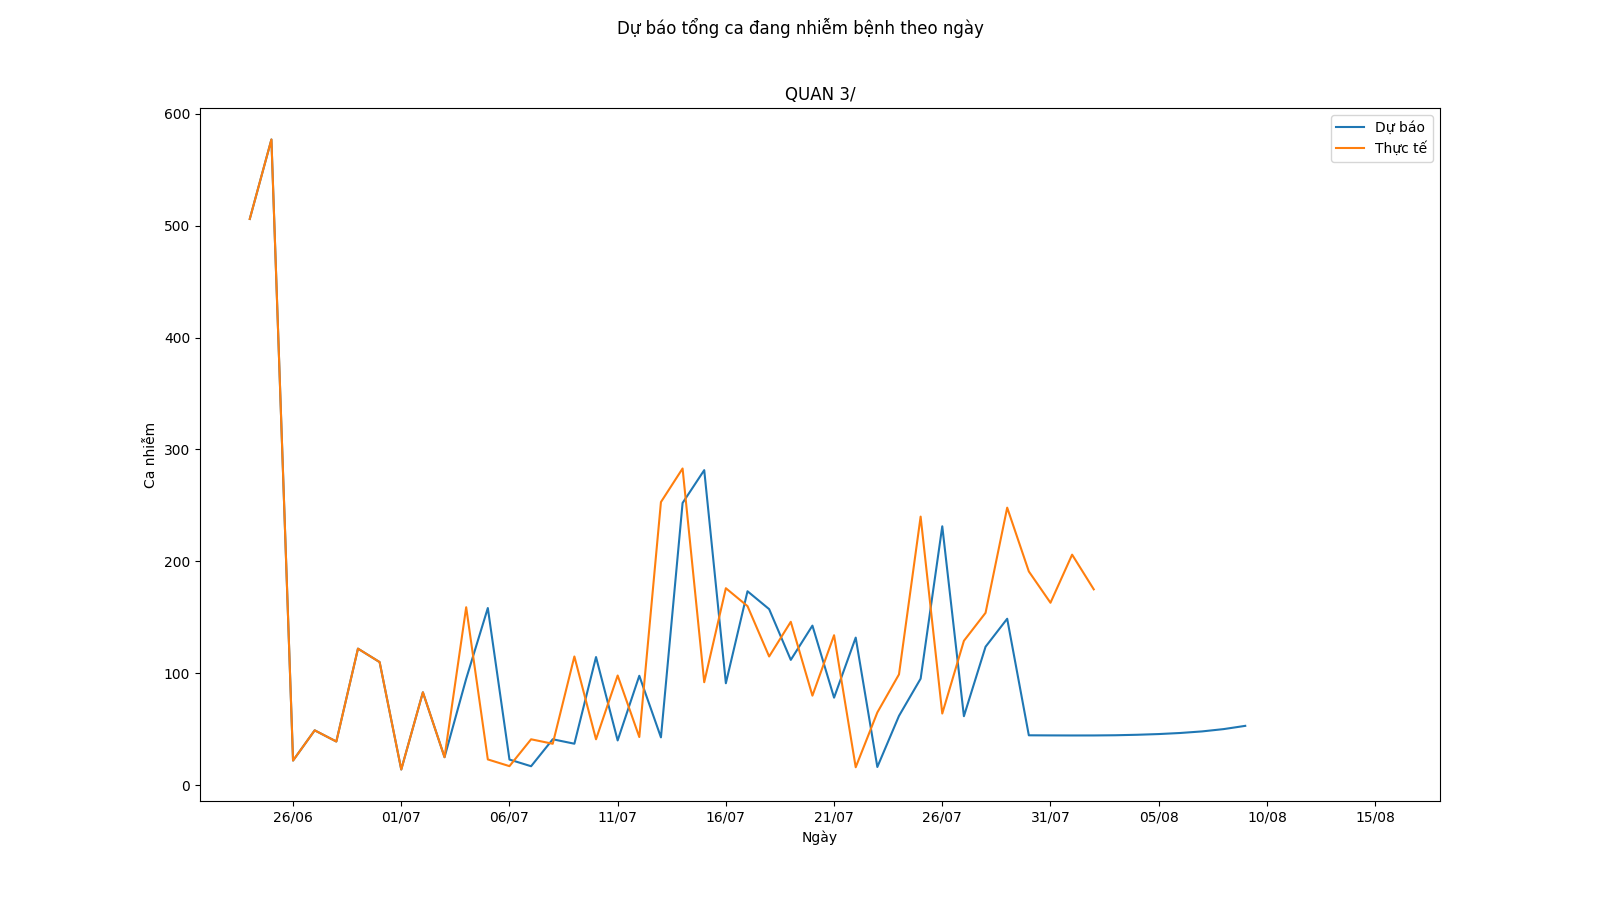 Dự báo tổng ca đang nhiễm bệnh theo ngày
QUAN 3/
Dự báo
Thực tế
Ca nhiễm
600
500
400
300
200
100
0
26/06 01/07 06/07 11/07 16/07 21/07 26/07 31/07 05/08 10/08 15/08
Ngày